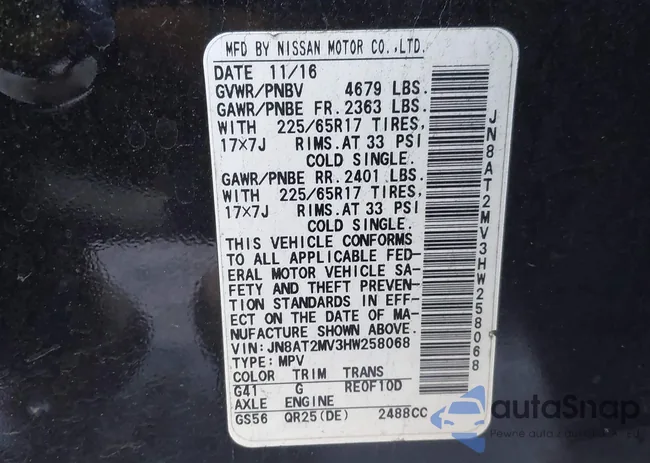 MFD BY NISSAN MOTOR CO.,LTD.
DATE 11/16
GVWR/PNBV 4679 LBS.
GAWR/PNBE FR. 2363 LBS.
WITH 225/65R17 TIRES,
17×7J RIMS.AT 33 PSI
COLD SINGLE.
GAWR/PNBE RR. 2401 LBS.
WITH 225/65R17 TIRES,
17×7J RIMS.AT 33 PSI
COLD SINGLE.
THIS VEHICLE CONFORMS
TO ALL APPLICABLE FED-
ERAL MOTOR VEHICLE SA-
FETY AND THEFT PREVEN-
TION STANDARDS IN EFF-
ECT ON THE DATE OF MA-
NUFACTURE SHOWN ABOVE.
VIN:JN8AT2MV3HW258068
TYPE:MPV
COLOR TRIM TRANS
G41 G RE0F10D
AXLE ENGINE
GS56 QR25(DE) 2488CC
JN8AT2MV3HW258068
autoSnap
Pewne auto z aukcji